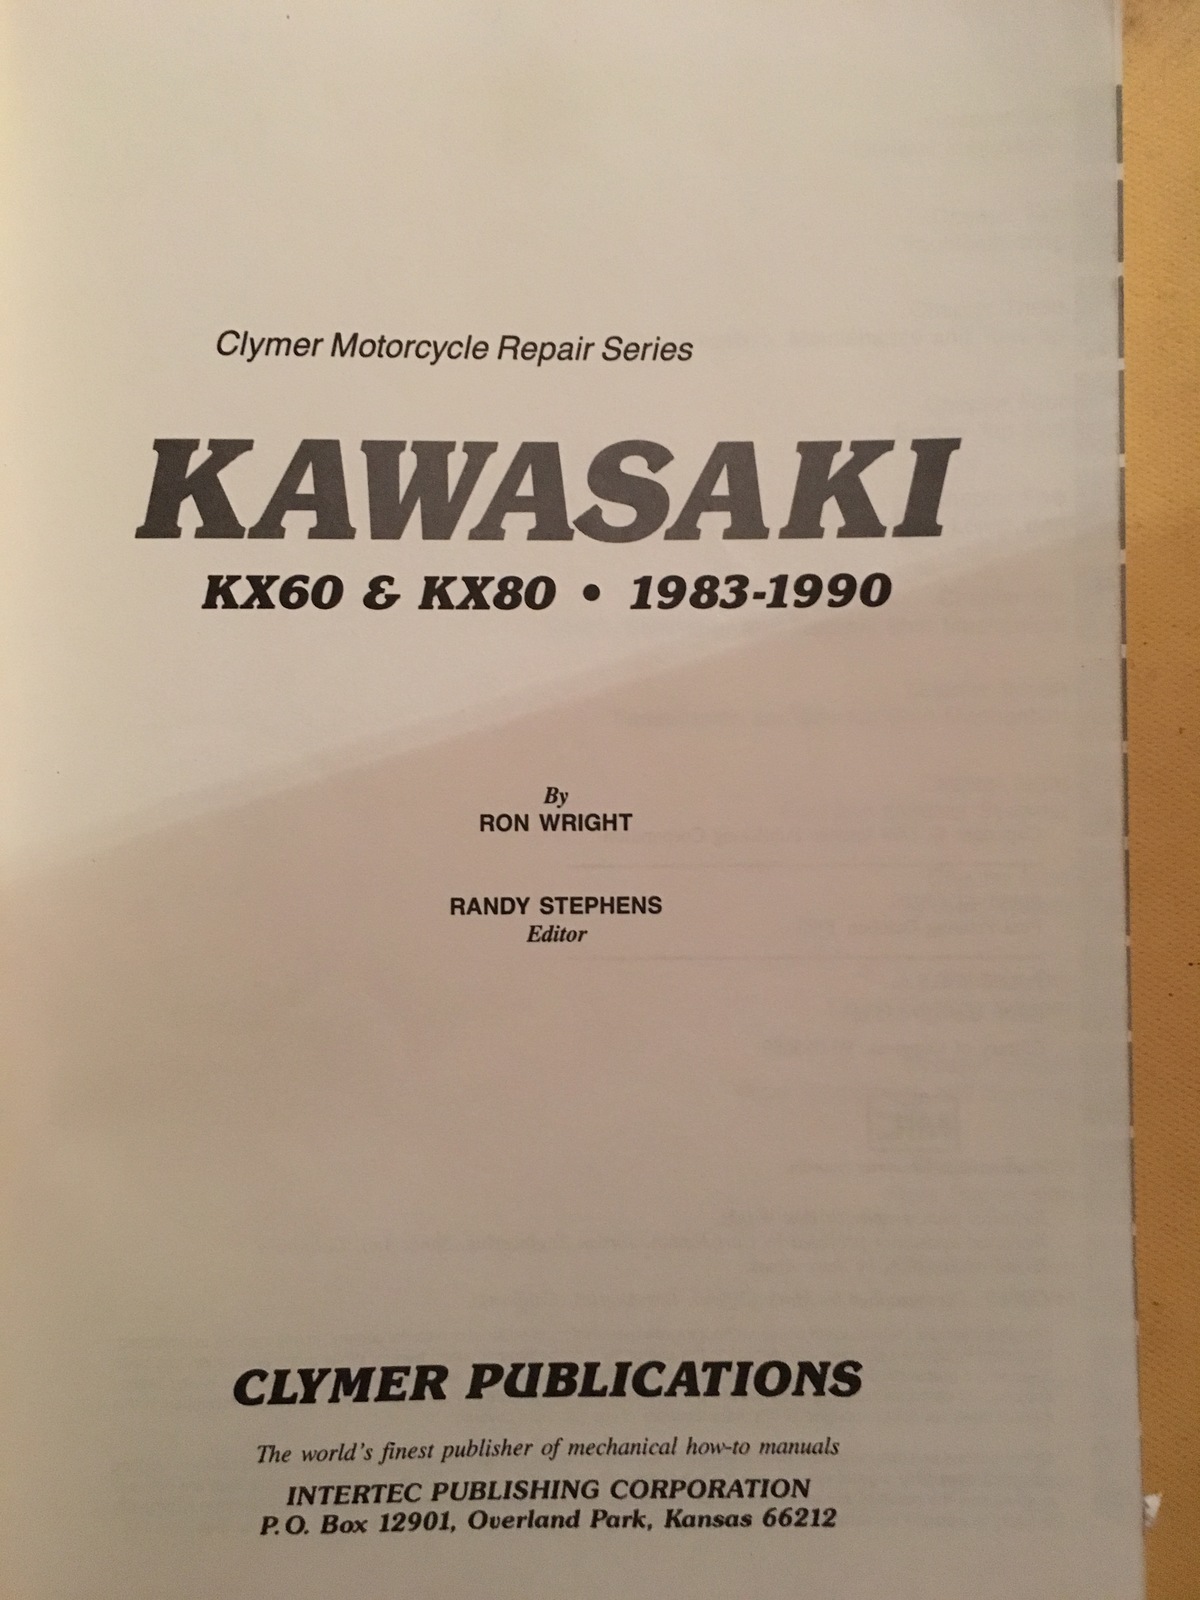 Clymer Motorcycle Repair Series
KAWASAKI
KX60 & KX80 • 1983-1990
By
RON WRIGHT
RANDY STEPHENS
Editor
CLYMER PUBLICATIONS
The world's finest publisher of mechanical how-to manuals
INTERTEC PUBLISHING CORPORATION
P.O. Box 12901, Overland Park, Kansas 66212